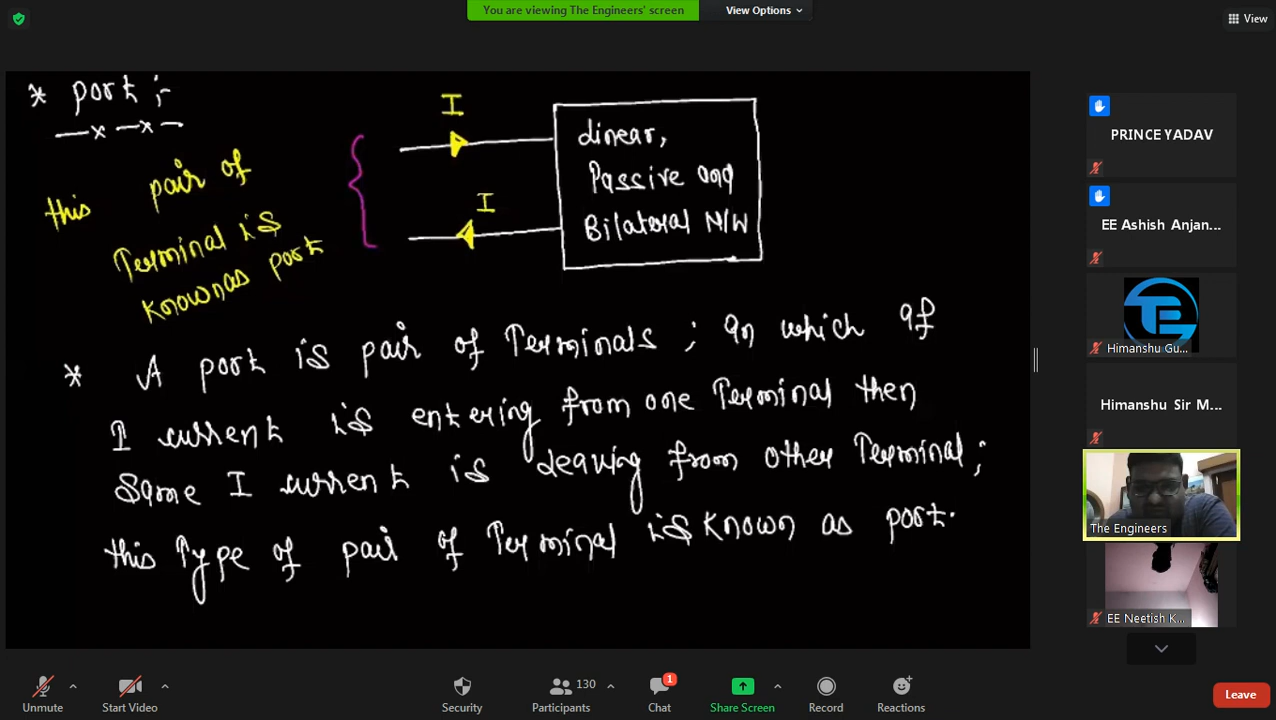 You are viewing The Engineers' screen
View Options
View
* port :-
I
I
this pair of
Terminal is
known as port
Linear,
Passive and
Bilateral N/W
* A port is pair of Terminals ; In which if
I current is entering from one Terminal then
Same I current is Leaving from other Terminal ;
this Type of pair of Terminal is known as port.
PRINCE YADAV
EE Ashish Anjan...
Himanshu Gu...
Himanshu Sir M...
The Engineers
EE Neetish K...
Unmute
Start Video
Security
130
Participants
1
Chat
Share Screen
Record
Reactions
Leave